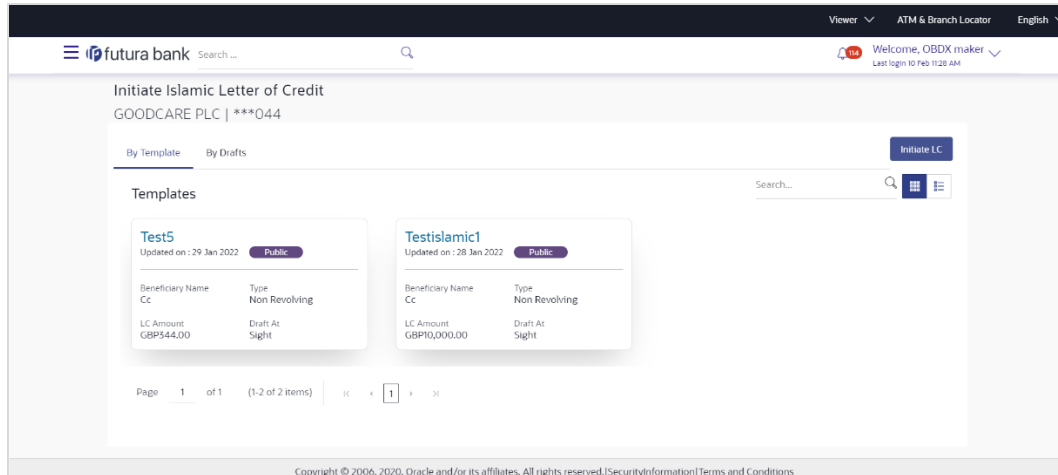 Viewer ATM & Branch Locator English
futura bank Search ... 114 Welcome, OBDX maker
Last login 10 Feb 11:28 AM
Initiate Islamic Letter of Credit
GOODCARE PLC | ***044
By Template By Drafts Initiate LC
Templates Search...
Test5 Testislamic1
Updated on : 29 Jan 2022 Public Updated on : 28 Jan 2022 Public
Beneficiary Name Type Beneficiary Name Type
Cc Non Revolving Cc Non Revolving
LC Amount Draft At LC Amount Draft At
GBP344.00 Sight GBP10,000.00 Sight
Page 1 of 1 (1-2 of 2 items) 1
Copyright © 2006, 2020, Oracle and/or its affiliates. All rights reserved.|SecurityInformation|Terms and Conditions